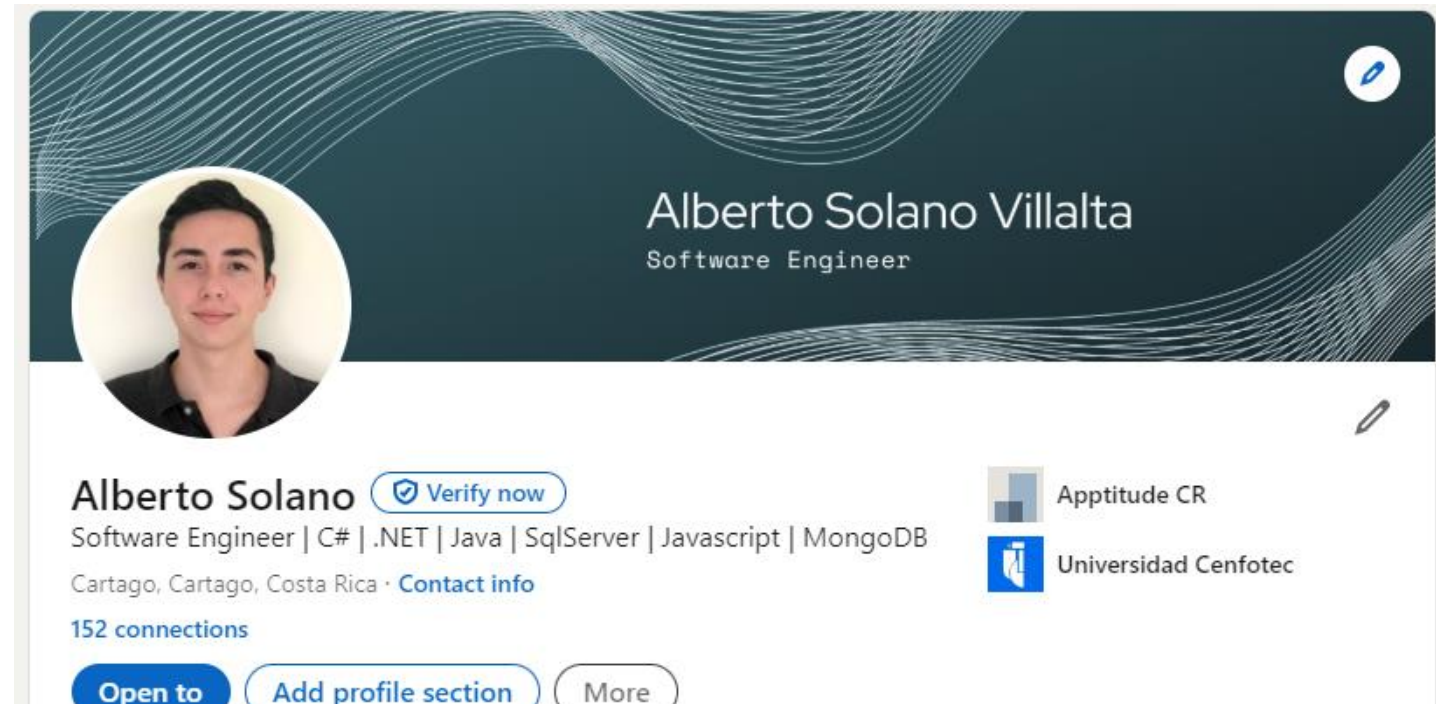 Alberto Solano Villalta
Software Engineer
Alberto Solano
Verify now
Software Engineer | C# | .NET | Java | SqlServer | Javascript | MongoDB
Cartago, Cartago, Costa Rica · Contact info
152 connections
Apptitude CR
Universidad Cenfotec
Open to
Add profile section
More